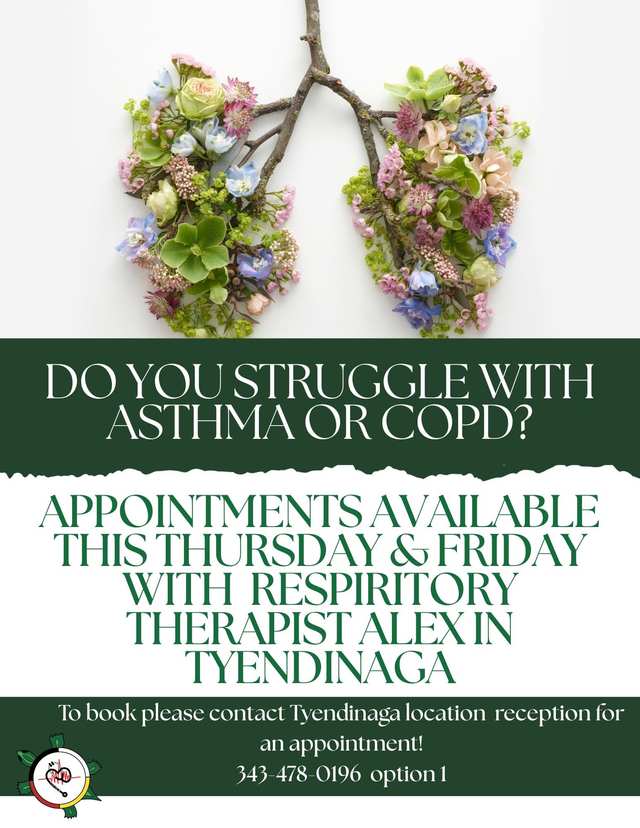 DO YOU STRUGGLE WITH
ASTHMA OR COPD?
APPOINTMENTS AVAILABLE
THIS THURSDAY & FRIDAY
WITH RESPIRITORY
THERAPIST ALEX IN
TYENDINAGA
To book please contact Tyendinaga location reception for
an appointment!
343-478-0196 option 1